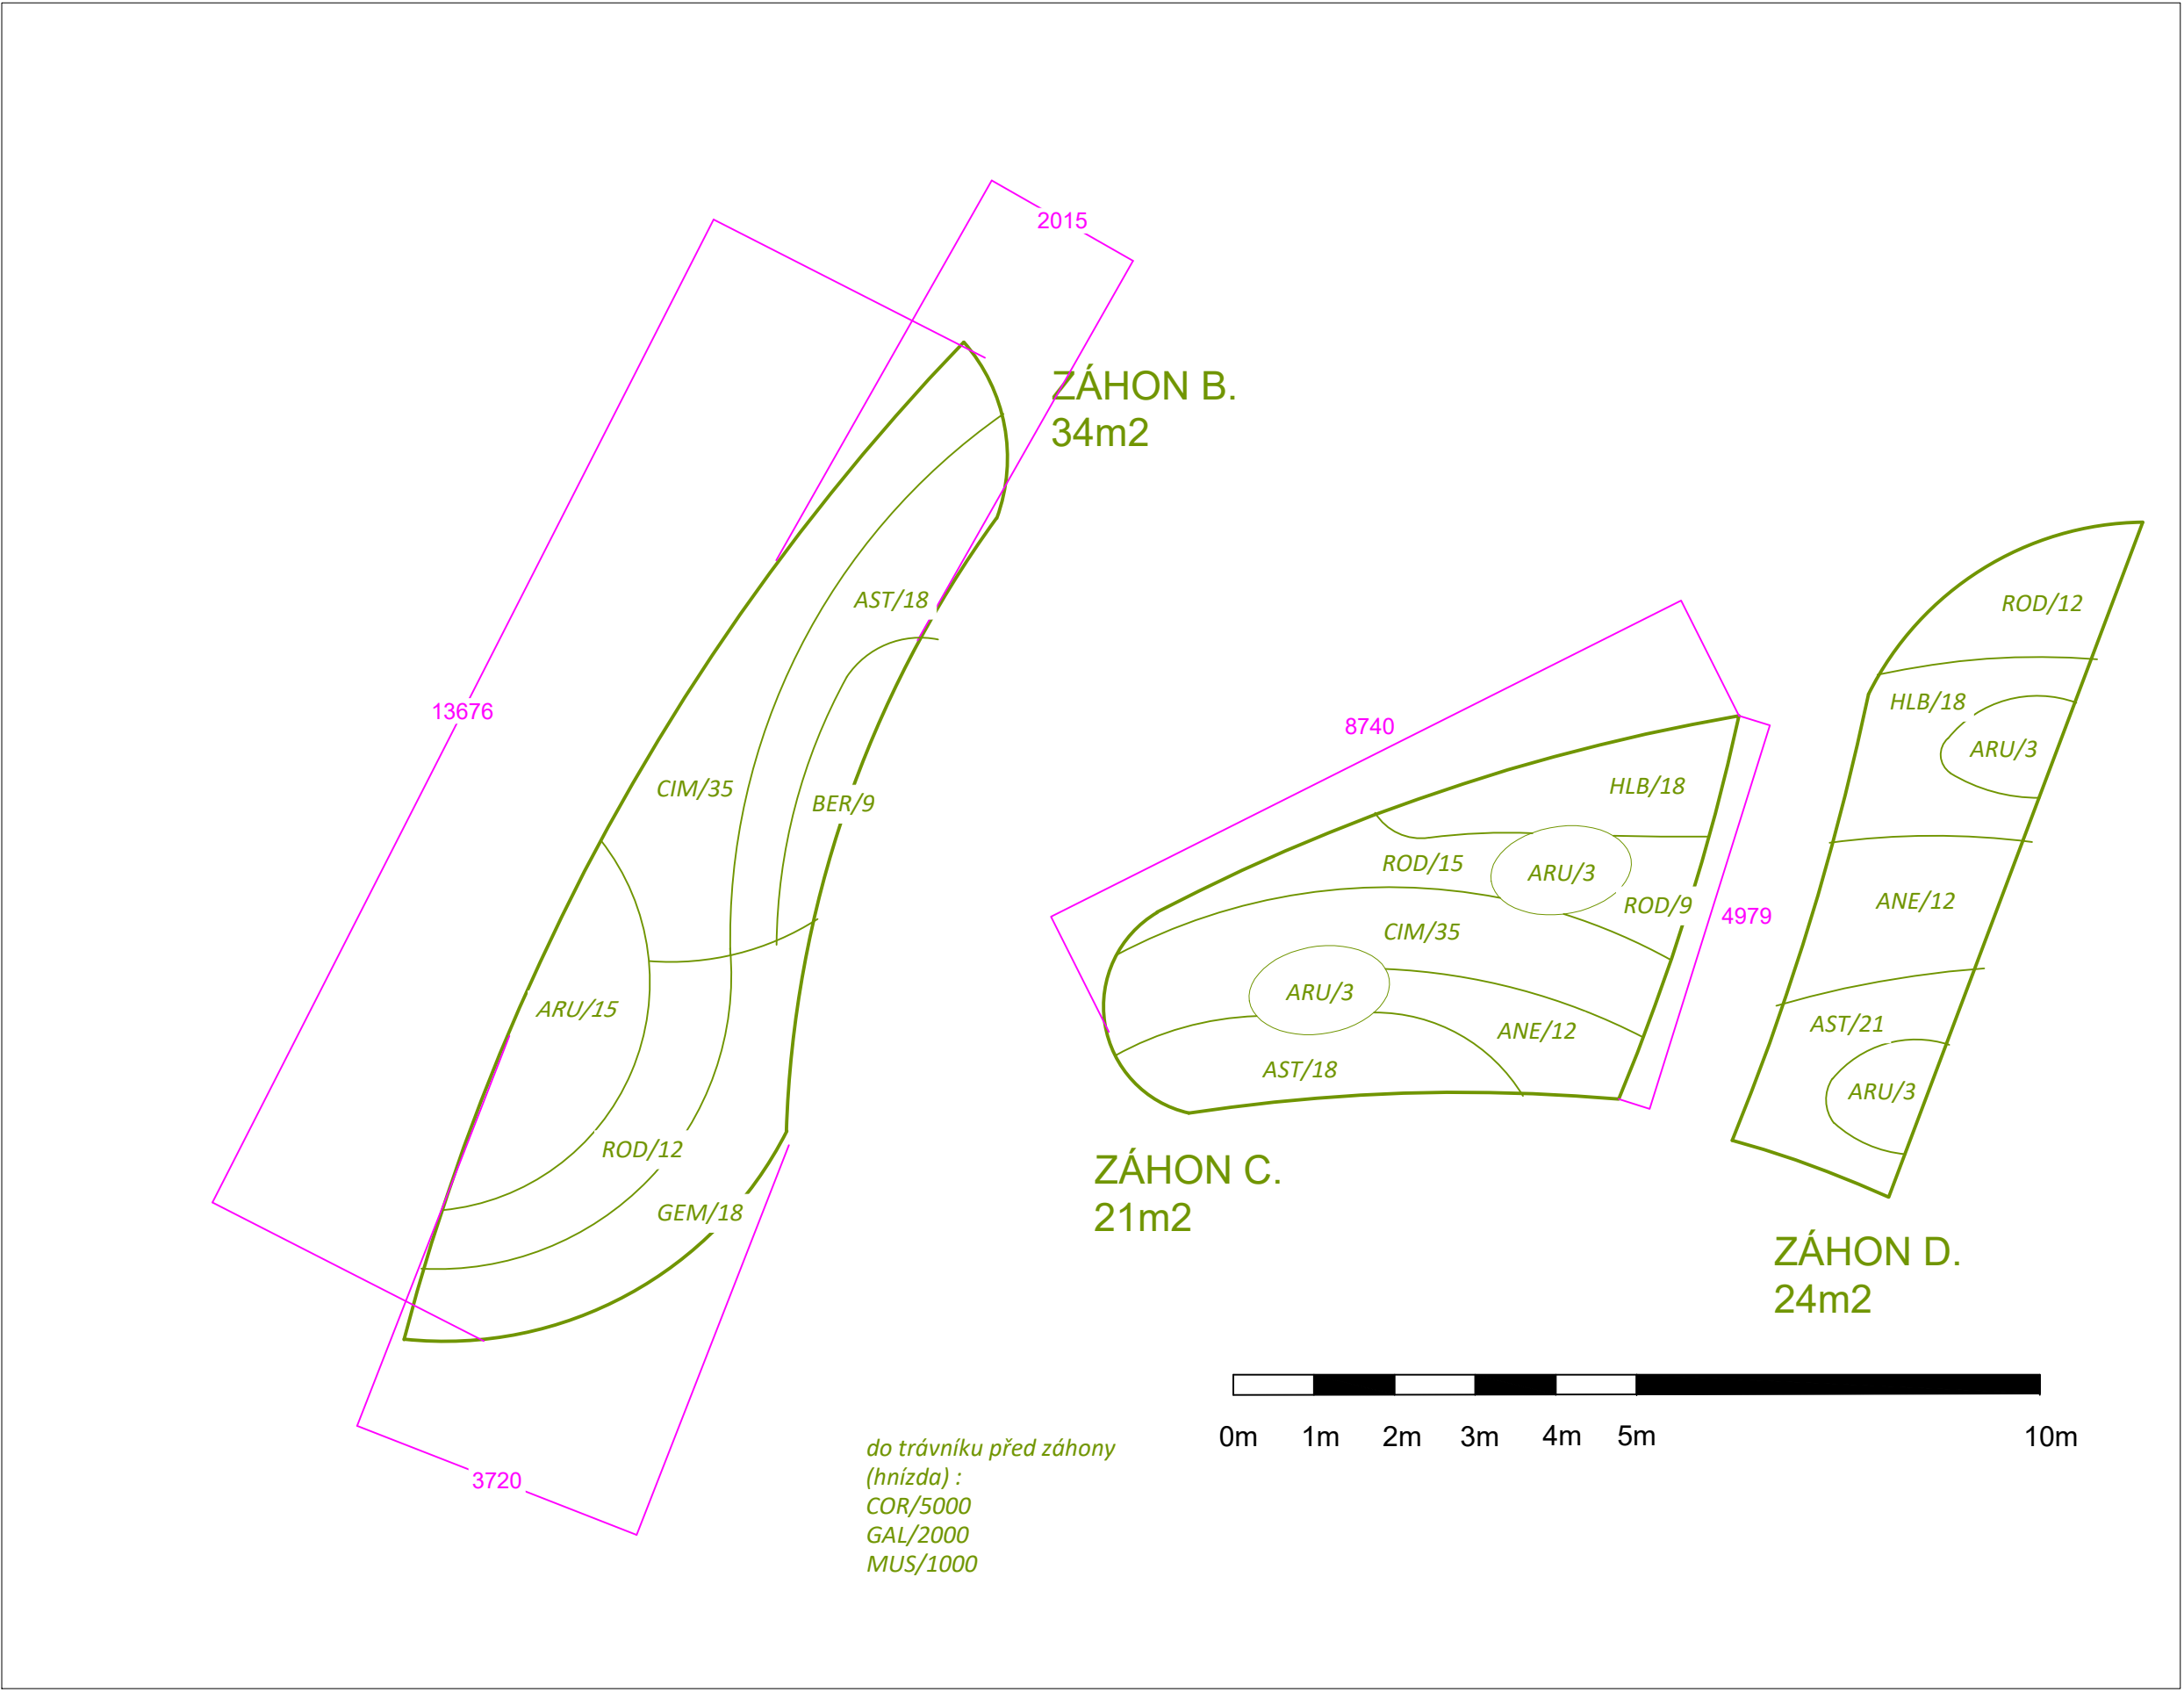 2015
ZÁHON B.
34m2
13676
AST/18
CIM/35
BER/9
ARU/15
ROD/12
GEM/18
3720
8740
HLB/18
ROD/15
ARU/3
ROD/9
4979
CIM/35
ARU/3
ANE/12
AST/18
ZÁHON C.
21m2
ROD/12
HLB/18
ARU/3
ANE/12
AST/21
ARU/3
ZÁHON D.
24m2
0m 1m 2m 3m 4m 5m 10m
do trávníku před záhony
(hnízda) :
COR/5000
GAL/2000
MUS/1000